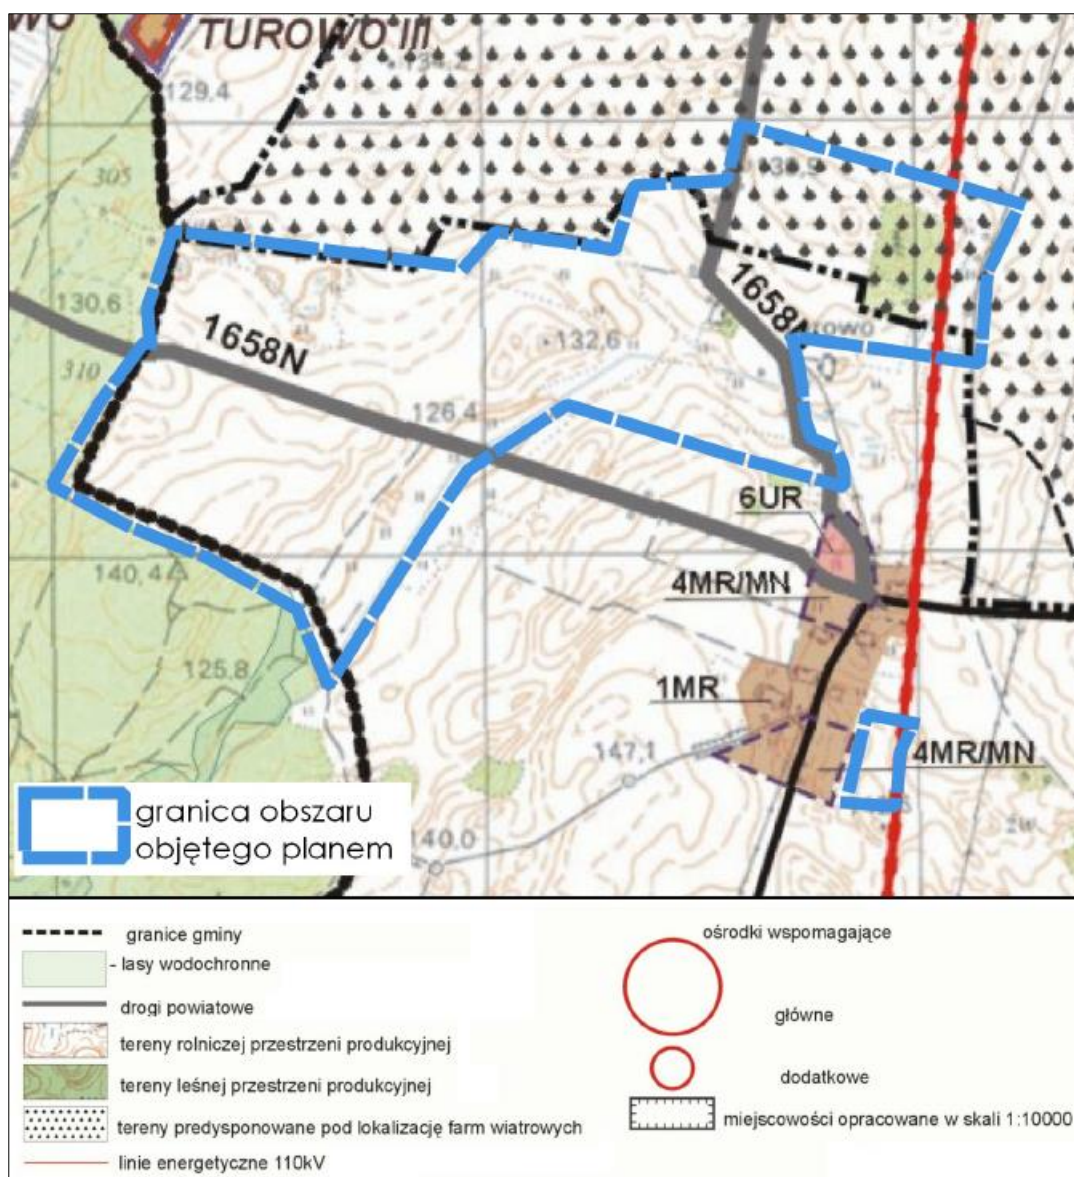 WO
TUROWO III
129,4
305
130,6
1658N
1658N
132,6
310
126.4
6UR
140,4
4MR/MN
125.8
1MR
147,1
4MR/MN
140.0
2w
granica obszaru
objętego planem
granice gminy
- lasy wodochronne
drogi powiatowe
tereny rolniczej przestrzeni produkcyjnej
tereny leśnej przestrzeni produkcyjnej
tereny predysponowane pod lokalizację farm wiatrowych
linie energetyczne 110kV
ośrodki wspomagające
główne
dodatkowe
miejscowości opracowane w skali 1:10000